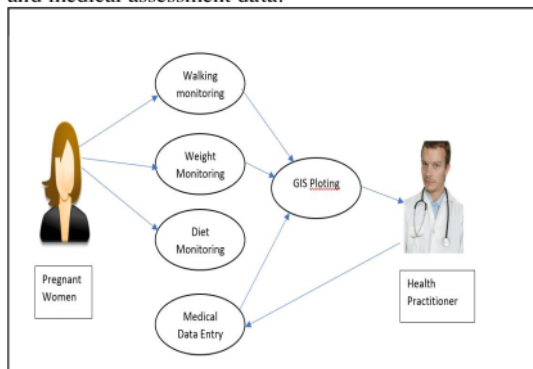 and medical assessment data.
Walking
monitoring
Weight
Monitoring
GIS Ploting
Diet
Monitoring
Pregnant
Women
Health
Practitioner
Medical
Data Entry